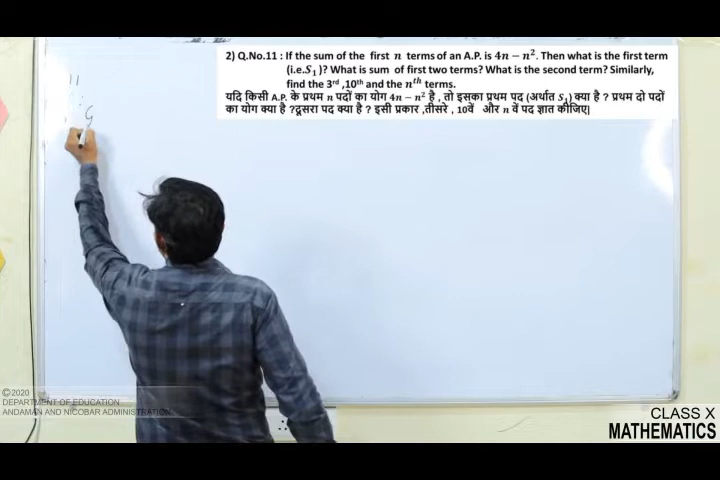 2) Q.No.11 : If the sum of the first n terms of an A.P. is 4n − n². Then what is the first term
(i.e.S₁)? What is sum of first two terms? What is the second term? Similarly,
find the 3ʳᵈ ,10ᵗʰ and the nᵗʰ terms.
यदि किसी A.P. के प्रथम n पदों का योग 4n − n² है , तो इसका प्रथम पद (अर्थात S₁) क्या है ? प्रथम दो पदों
का योग क्या है ?दूसरा पद क्या है ? इसी प्रकार ,तीसरे , 10वें और n वें पद ज्ञात कीजिए|
11
©2020
DEPARTMENT OF EDUCATION
ANDAMAN AND NICOBAR ADMINISTRATION.
CLASS X
MATHEMATICS